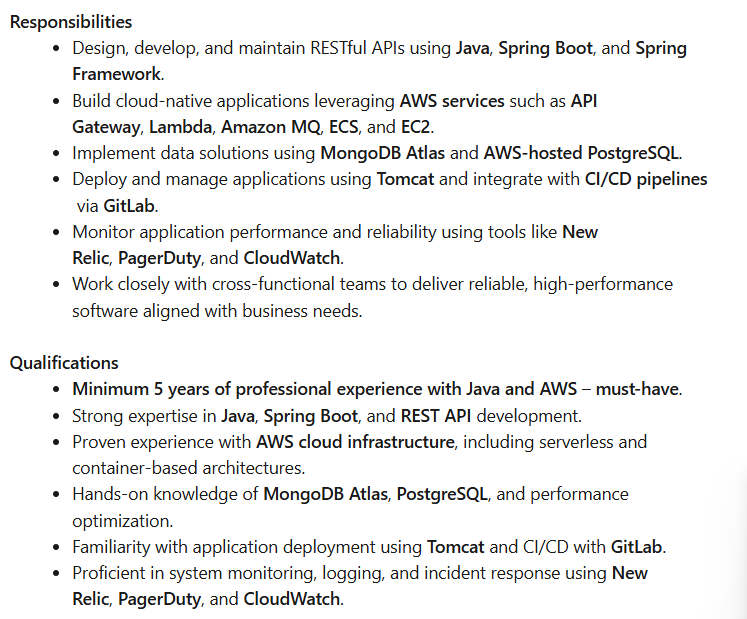 Responsibilities
• Design, develop, and maintain RESTful APIs using Java, Spring Boot, and Spring
Framework.
• Build cloud-native applications leveraging AWS services such as API
Gateway, Lambda, Amazon MQ, ECS, and EC2.
• Implement data solutions using MongoDB Atlas and AWS-hosted PostgreSQL.
• Deploy and manage applications using Tomcat and integrate with CI/CD pipelines
via GitLab.
• Monitor application performance and reliability using tools like New
Relic, PagerDuty, and CloudWatch.
• Work closely with cross-functional teams to deliver reliable, high-performance
software aligned with business needs.
Qualifications
• Minimum 5 years of professional experience with Java and AWS – must-have.
• Strong expertise in Java, Spring Boot, and REST API development.
• Proven experience with AWS cloud infrastructure, including serverless and
container-based architectures.
• Hands-on knowledge of MongoDB Atlas, PostgreSQL, and performance
optimization.
• Familiarity with application deployment using Tomcat and CI/CD with GitLab.
• Proficient in system monitoring, logging, and incident response using New
Relic, PagerDuty, and CloudWatch.